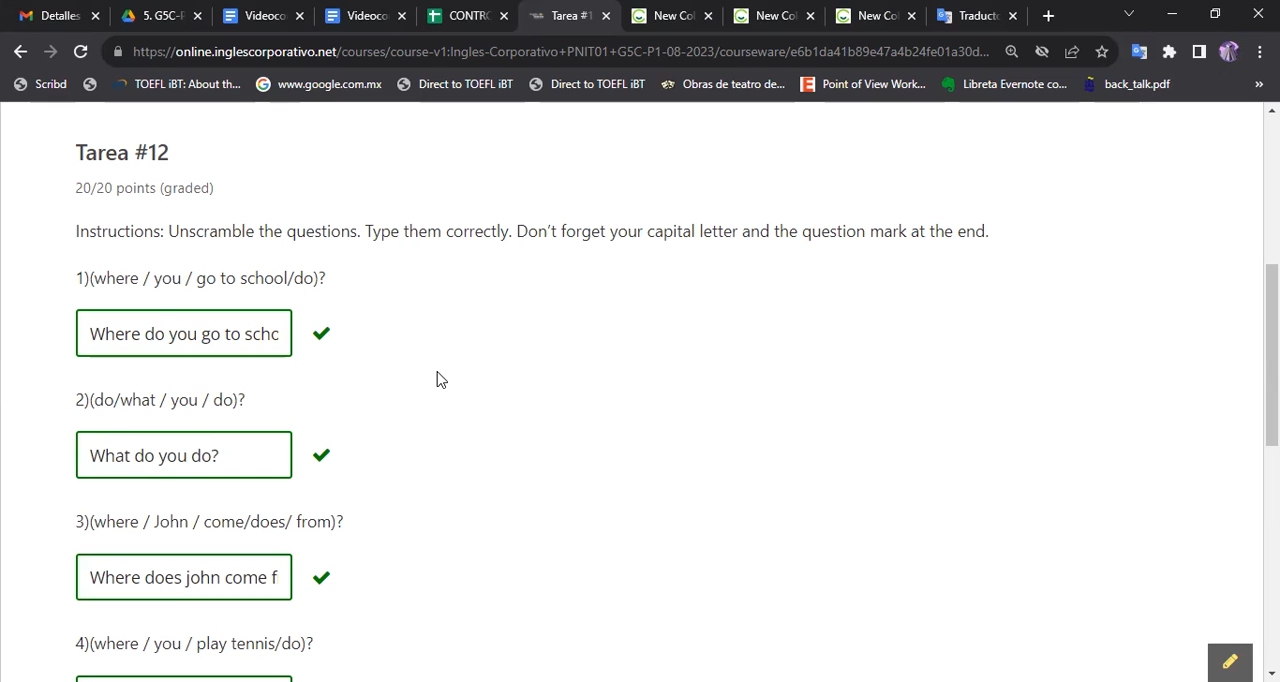 Detalles
5. G5C-P
Videoco
Videoco
CONTRO
Tarea #1
New Col
New Col
New Col
Traducto
https://online.inglescorporativo.net/courses/course-v1:Ingles-Corporativo+PNIT01+G5C-P1-08-2023/courseware/e6b1da41b89e47a4b24fe01a30d...
Scribd
TOEFL iBT: About th...
www.google.com.mx
Direct to TOEFL iBT
Direct to TOEFL iBT
Obras de teatro de...
Point of View Work...
Libreta Evernote co...
back_talk.pdf
»
Tarea #12
20/20 points (graded)
Instructions: Unscramble the questions. Type them correctly. Don’t forget your capital letter and the question mark at the end.
1)(where / you / go to school/do)?
Where do you go to scho
2)(do/what / you / do)?
What do you do?
3)(where / John / come/does/ from)?
Where does john come f
4)(where / you / play tennis/do)?